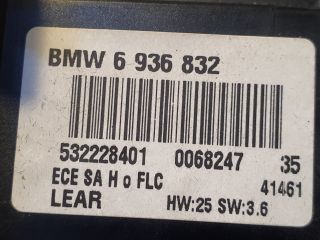 BMW 6 936 832
532228401 0068247 35
ECE SA H o FLC 41461
LEAR HW:25 SW:3.6